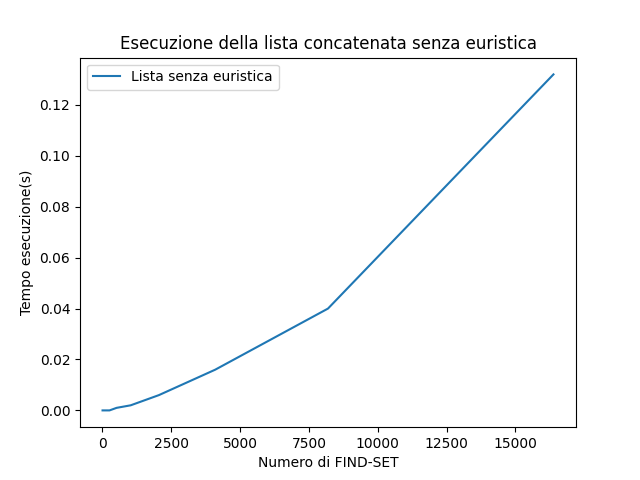 Esecuzione della lista concatenata senza euristica
Lista senza euristica
0.12
0.10
0.08
0.06
0.04
0.02
0.00
Tempo esecuzione(s)
0 2500 5000 7500 10000 12500 15000
Numero di FIND-SET